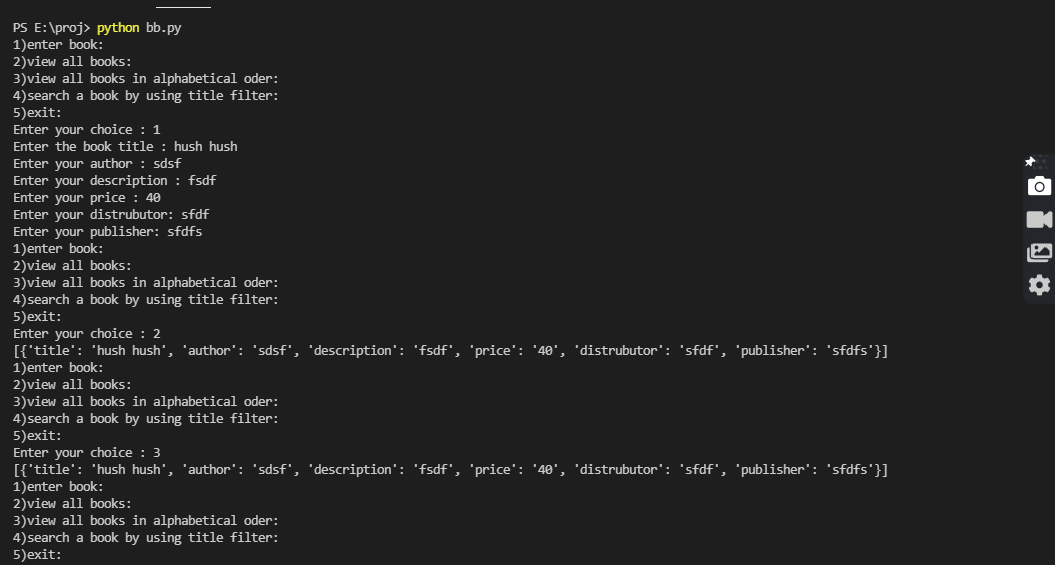 PS E:\proj> python bb.py
1)enter book:
2)view all books:
3)view all books in alphabetical oder:
4)search a book by using title filter:
5)exit:
Enter your choice : 1
Enter the book title : hush hush
Enter your author : sdsf
Enter your description : fsdf
Enter your price : 40
Enter your distrubutor: sfdf
Enter your publisher: sfdfs
1)enter book:
2)view all books:
3)view all books in alphabetical oder:
4)search a book by using title filter:
5)exit:
Enter your choice : 2
[{'title': 'hush hush', 'author': 'sdsf', 'description': 'fsdf', 'price': '40', 'distrubutor': 'sfdf', 'publisher': 'sfdfs'}]
1)enter book:
2)view all books:
3)view all books in alphabetical oder:
4)search a book by using title filter:
5)exit:
Enter your choice : 3
[{'title': 'hush hush', 'author': 'sdsf', 'description': 'fsdf', 'price': '40', 'distrubutor': 'sfdf', 'publisher': 'sfdfs'}]
1)enter book:
2)view all books:
3)view all books in alphabetical oder:
4)search a book by using title filter:
5)exit: